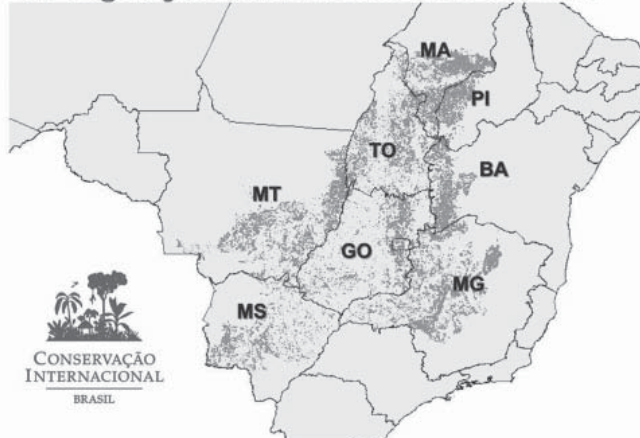 MA
PI
TO
BA
MT
GO
MG
MS
CONSERVAÇÃO
INTERNACIONAL
BRASIL